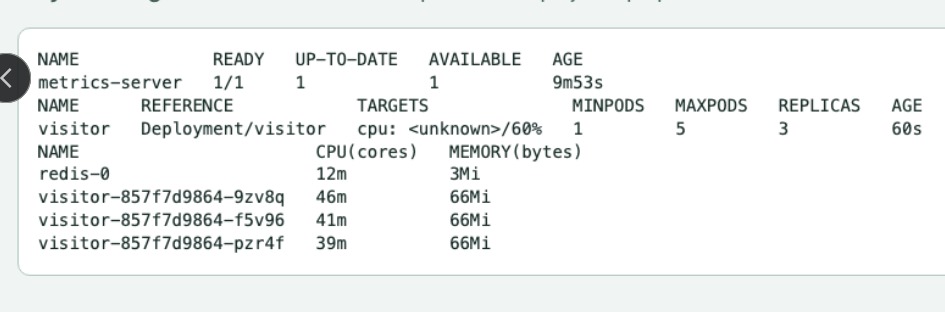 NAME READY UP-TO-DATE AVAILABLE AGE
metrics-server 1/1 1 1 9m53s
NAME REFERENCE TARGETS MINPODS MAXPODS REPLICAS AGE
visitor Deployment/visitor cpu: <unknown>/60% 1 5 3 60s
NAME CPU(cores) MEMORY(bytes)
redis-0 12m 3Mi
visitor-857f7d9864-9zv8q 46m 66Mi
visitor-857f7d9864-f5v96 41m 66Mi
visitor-857f7d9864-pzr4f 39m 66Mi